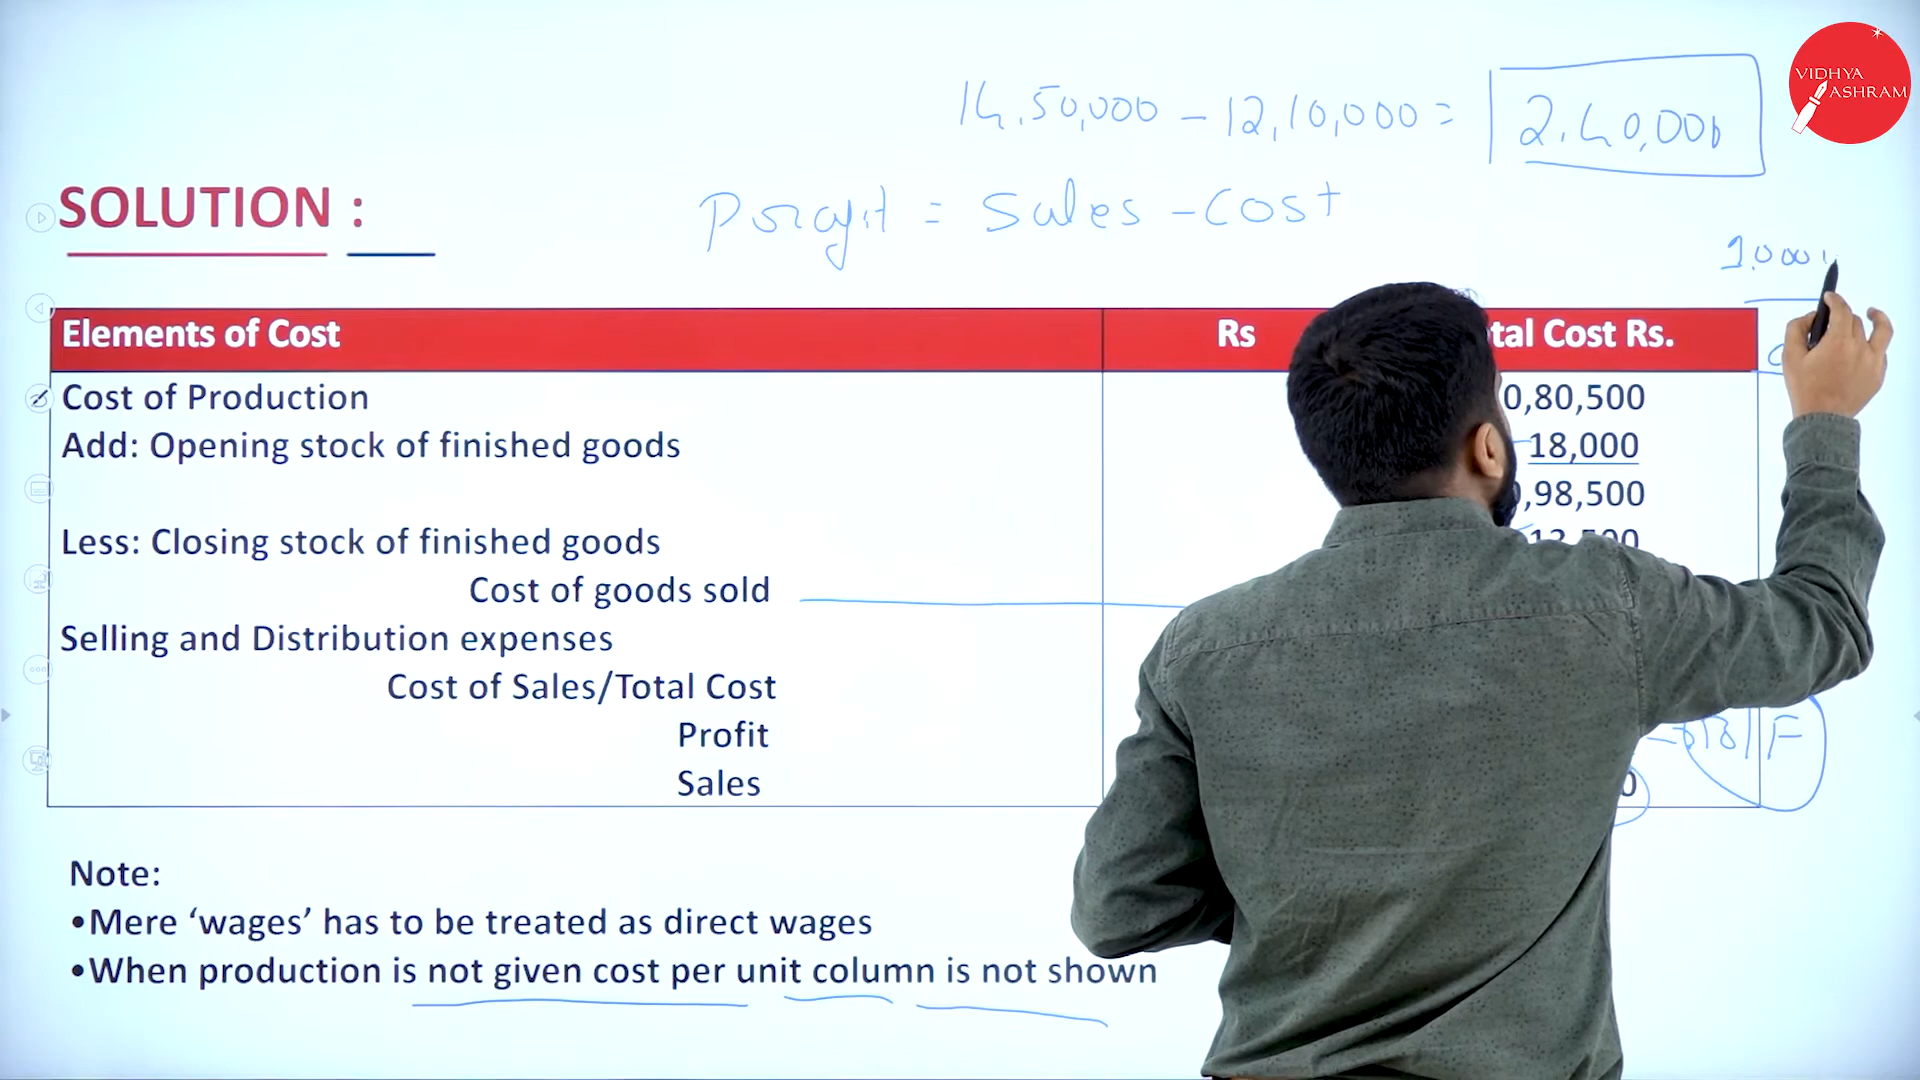 VIDHYA
ASHRAM
14,50,000 - 12,10,000 = 2,40,000
SOLUTION :
Profit = Sales - Cost
Elements of Cost Rs tal Cost Rs.
Cost of Production 0,80,500
Add: Opening stock of finished goods 18,000
,98,500
Less: Closing stock of finished goods
Cost of goods sold
Selling and Distribution expenses
Cost of Sales/Total Cost
Profit
Sales 0
Note:
•Mere ‘wages’ has to be treated as direct wages
•When production is not given cost per unit column is not shown